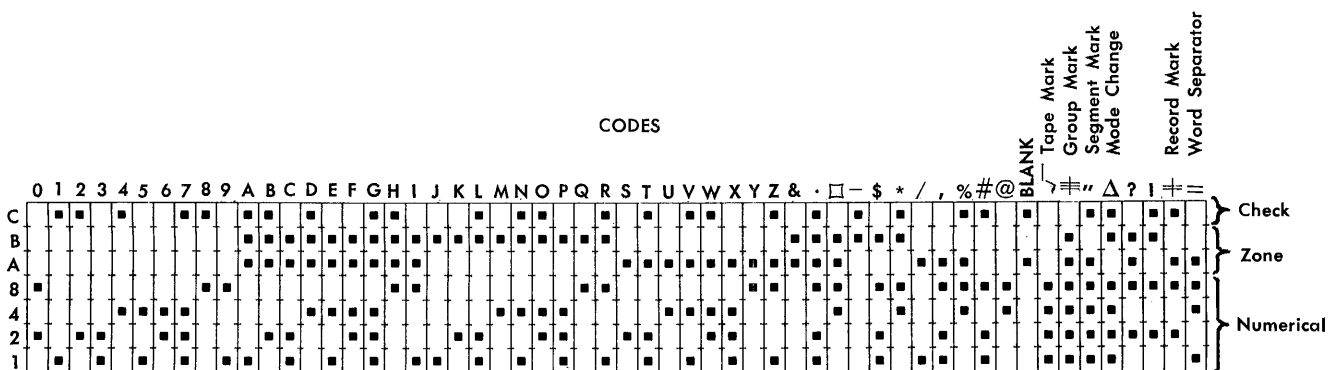 Tape Mark
Group Mark
Segment Mark
Mode Change
Record Mark
Word Separator
CODES
0 1 2 3 4 5 6 7 8 9 A B C D E F G H I J K L M N O P Q R S T U V W X Y Z & · ⌑ - $ * / , % # @ BLANK ⧧ " Δ ? ! ǂ =
C Check
B
A Zone
8
4
2 Numerical
1